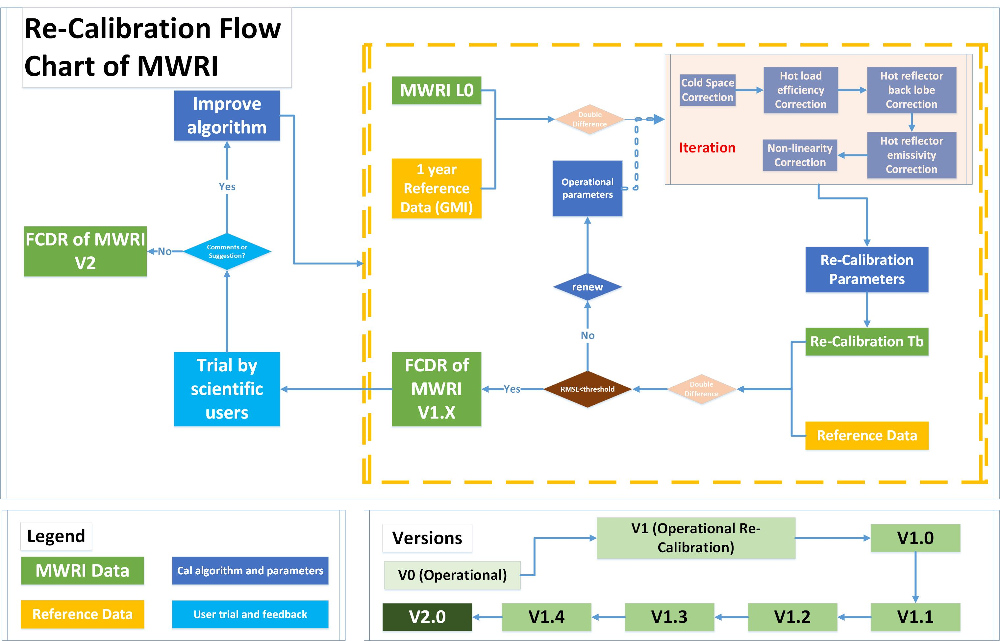 Re-Calibration Flow
Chart of MWRI
Improve
algorithm
Yes
FCDR of MWRI
V2
No
Comments or
Suggestion?
Trial by
scientific
users
MWRI L0
1 year
Reference
Data (GMI)
Double
Difference
Operational
parameters
renew
No
FCDR of
MWRI
V1.X
Yes
RMSE<threshold
Double
Difference
Cold Space
Correction
Hot load
efficiency
Correction
Hot reflector
back lobe
Correction
Iteration
Non-linearity
Correction
Hot reflector
emissivity
Correction
Re-Calibration
Parameters
Re-Calibration Tb
Reference Data
Legend
MWRI Data
Cal algorithm and parameters
Reference Data
User trial and feedback
Versions
V0 (Operational)
V1 (Operational Re-
Calibration)
V1.0
V2.0
V1.4
V1.3
V1.2
V1.1